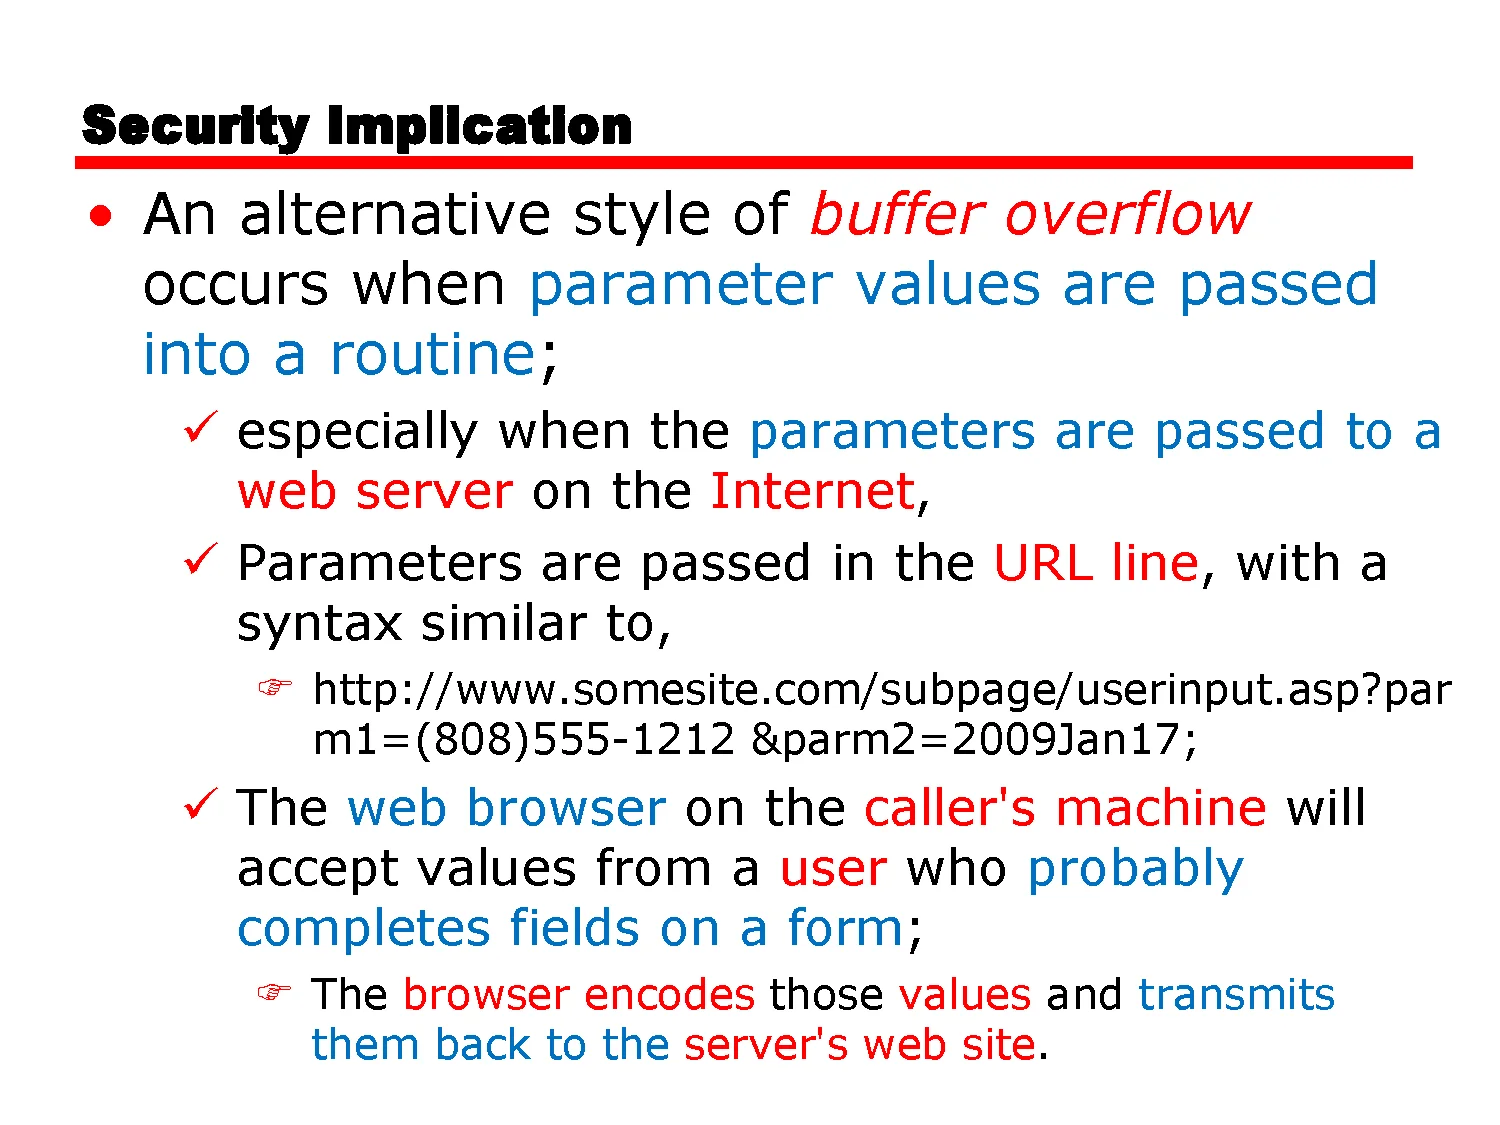 Security Implication
• An alternative style of buffer overflow
occurs when parameter values are passed
into a routine;
✓ especially when the parameters are passed to a
web server on the Internet,
✓ Parameters are passed in the URL line, with a
syntax similar to,
☞ http://www.somesite.com/subpage/userinput.asp?par
m1=(808)555-1212 &parm2=2009Jan17;
✓ The web browser on the caller's machine will
accept values from a user who probably
completes fields on a form;
☞ The browser encodes those values and transmits
them back to the server's web site.